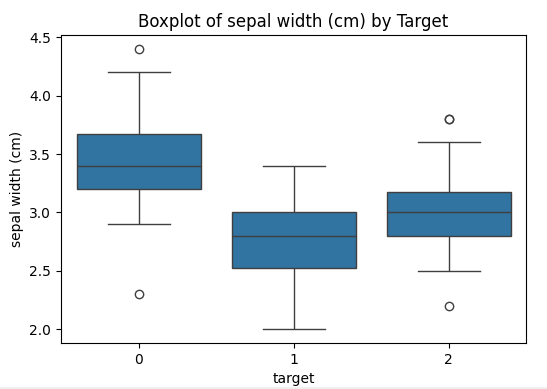 Boxplot of sepal width (cm) by Target
4.5
4.0
3.5
3.0
2.5
2.0
sepal width (cm)
0 1 2
target